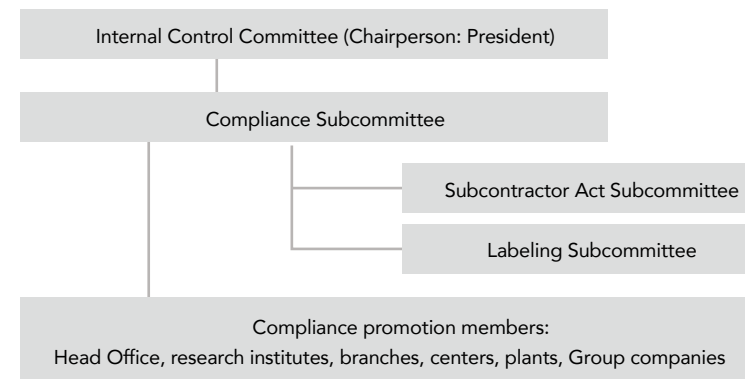 Internal Control Committee (Chairperson: President)
Compliance Subcommittee
Subcontractor Act Subcommittee
Labeling Subcommittee
Compliance promotion members:
Head Office, research institutes, branches, centers, plants, Group companies